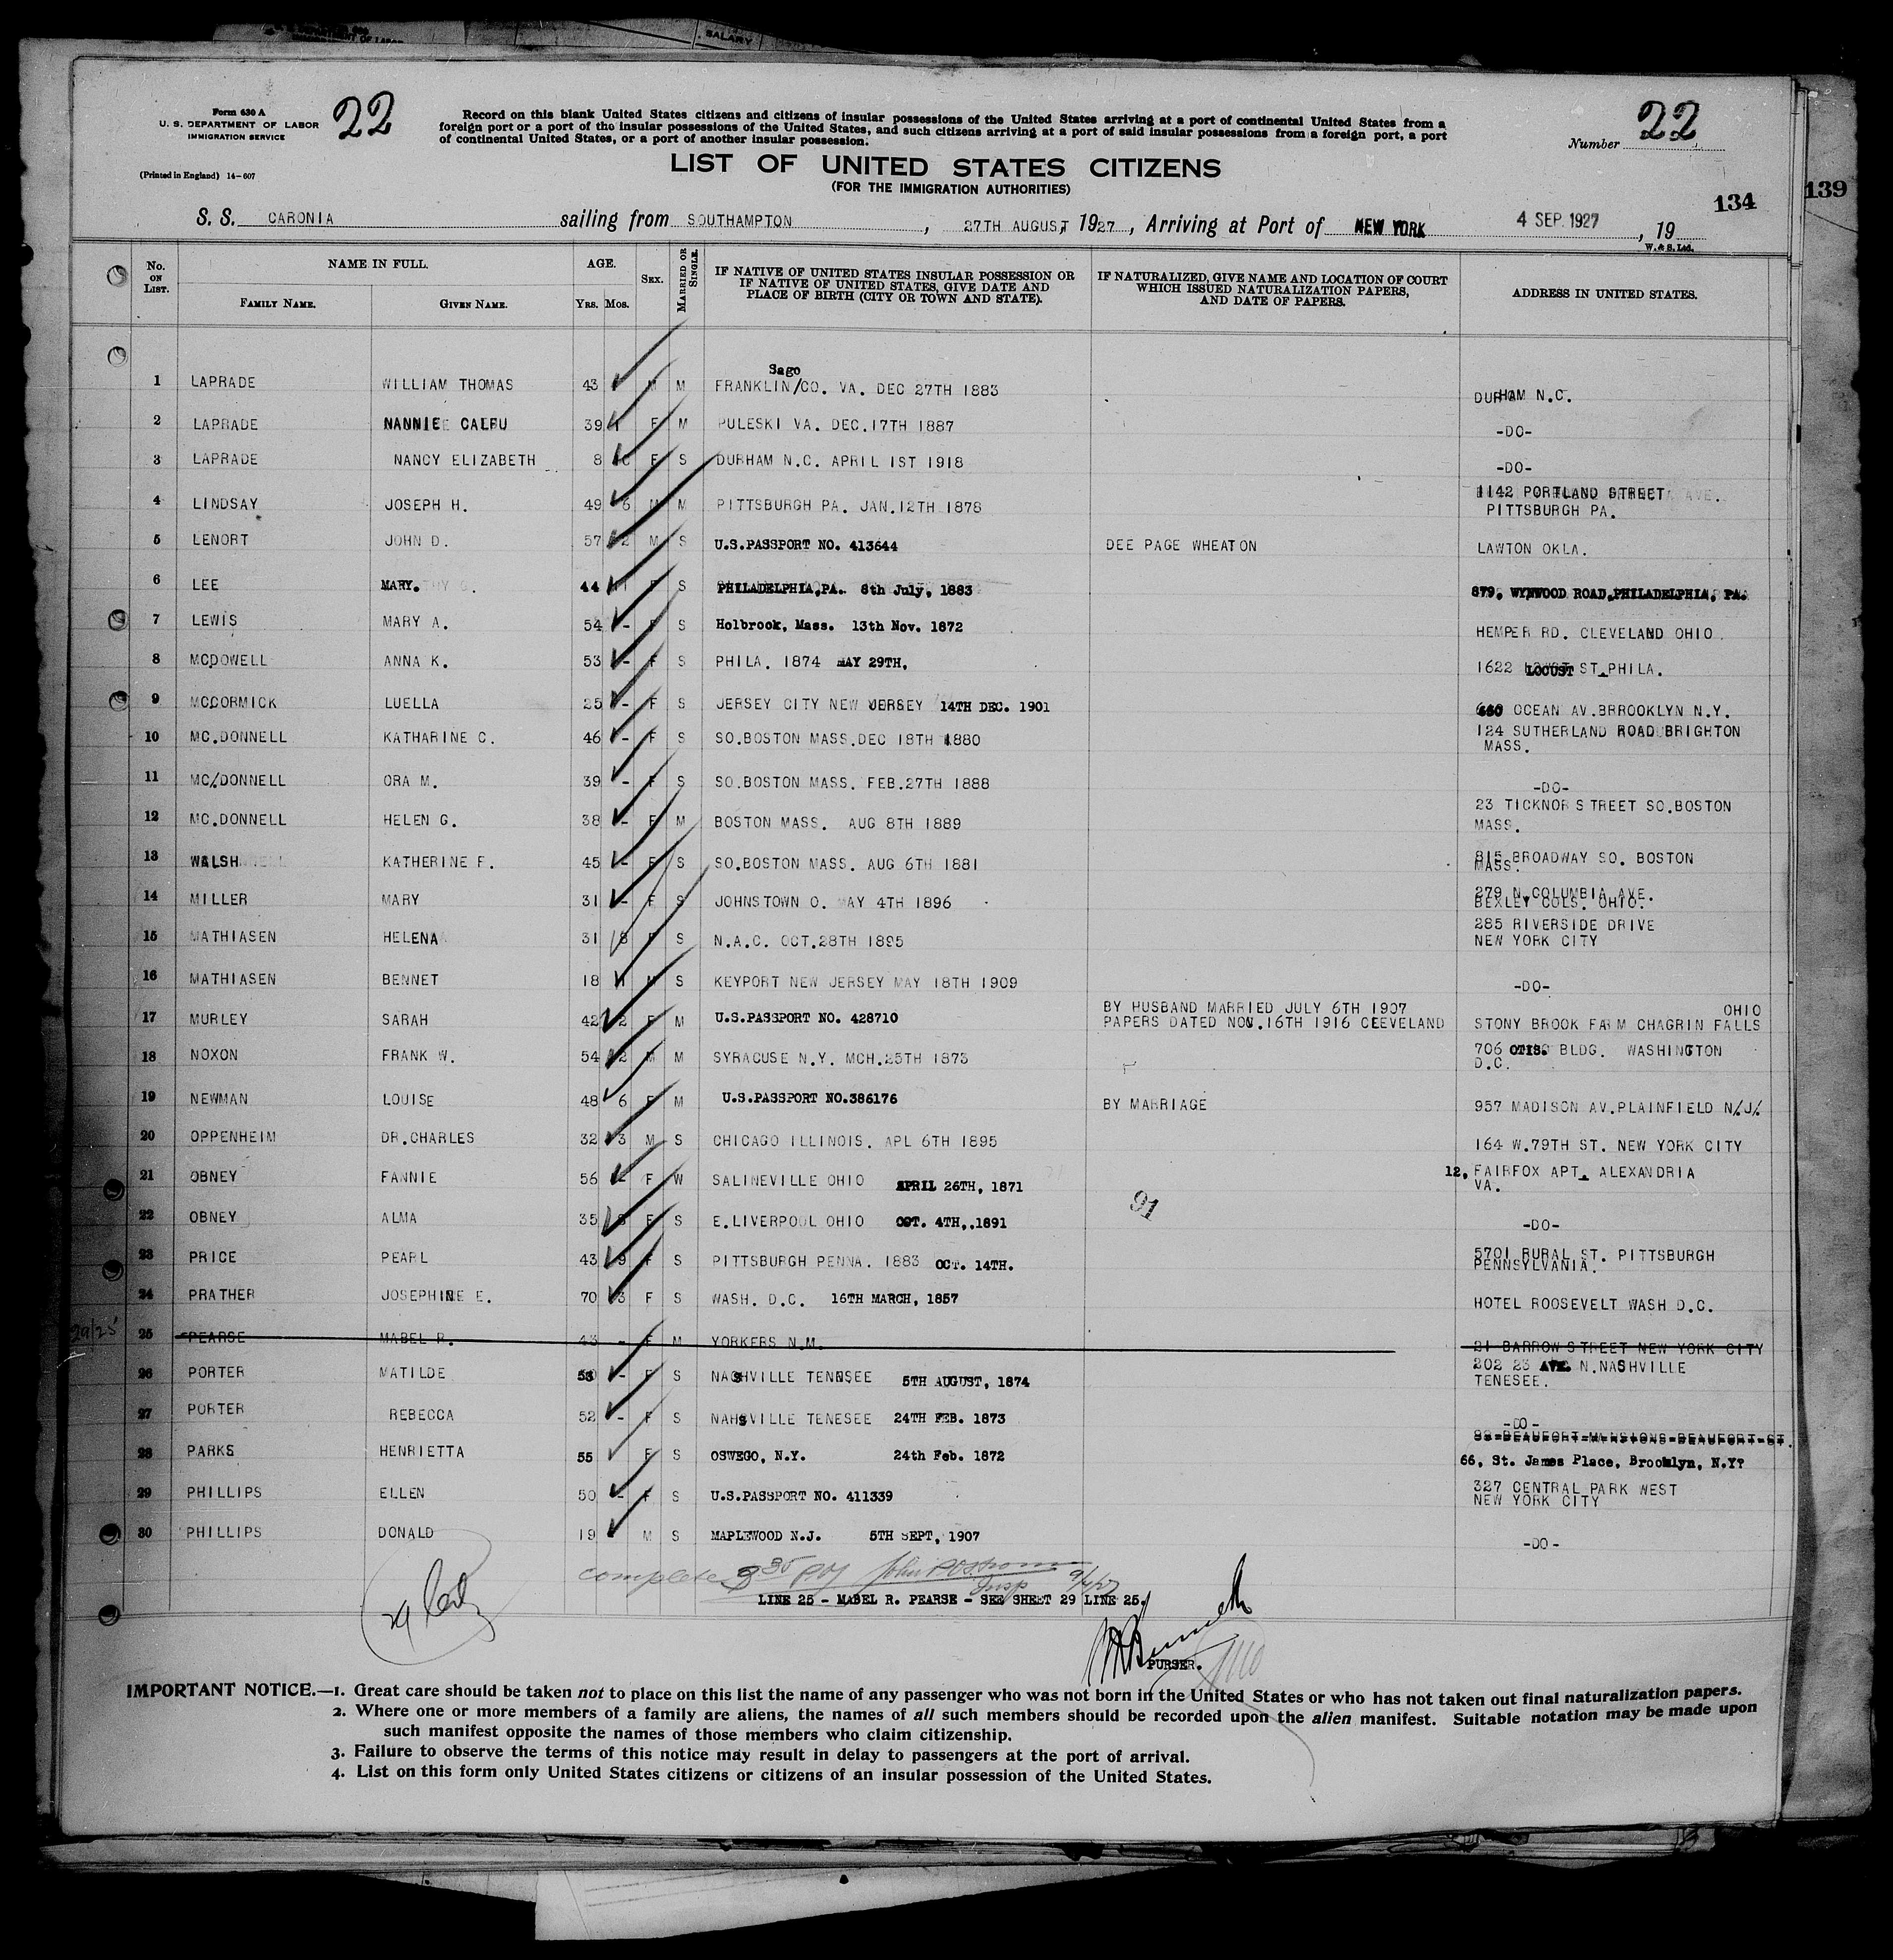 SALARY
Form 630 A
U. S. DEPARTMENT OF LABOR
IMMIGRATION SERVICE
22
(Printed in England) 14-607
Record on this blank United States citizens and citizens of insular possessions of the United States arriving at a port of continental United States from a
foreign port or a port of the insular possessions of the United States, and such citizens arriving at a port of said insular possessions from a foreign port, a port
of continental United States, or a port of another insular possession.
LIST OF UNITED STATES CITIZENS
(FOR THE IMMIGRATION AUTHORITIES)
Number 22
134
139
S. S. CARONIA sailing from SOUTHAMPTON, 27TH AUGUST, 1927, Arriving at Port of NEW YORK 4 SEP. 1927, 19
W. & S. Ltd.
No. ON LIST. NAME IN FULL. FAMILY NAME. GIVEN NAME. AGE. YRS. MOS. SEX. MARRIED OR SINGLE. IF NATIVE OF UNITED STATES INSULAR POSSESSION OR IF NATIVE OF UNITED STATES, GIVE DATE AND PLACE OF BIRTH (CITY OR TOWN AND STATE). IF NATURALIZED, GIVE NAME AND LOCATION OF COURT WHICH ISSUED NATURALIZATION PAPERS, AND DATE OF PAPERS. ADDRESS IN UNITED STATES.
Sago
1 LAPRADE WILLIAM THOMAS 43 M M FRANKLIN/CO. VA. DEC 27TH 1883 DURHAM N.C.
2 LAPRADE NANNIE CALFU 39 F M PULESKI VA. DEC.17TH 1887 -DO-
3 LAPRADE NANCY ELIZABETH 8 F S DURHAM N.C. APRIL 1ST 1918 -DO-
4 LINDSAY JOSEPH H. 49 6 M M PITTSBURGH PA. JAN.12TH 1878 1142 PORTLAND STREET AVE.
PITTSBURGH PA.
5 LENORT JOHN D. 57 2 M S U.S.PASSPORT NO. 413644 DEE PAGE WHEATON LAWTON OKLA.
6 LEE MARY. 44 F S PHILADELPHIA,PA. 8th July, 1883 879, WYNWOOD ROAD,PHILADELPHIA, PA.
7 LEWIS MARY A. 54 - F S Holbrook, Mass. 13th Nov. 1872 HEMPER RD. CLEVELAND OHIO.
8 MCDOWELL ANNA K. 53 - F S PHILA. 1874 MAY 29TH, 1622 LOCUST ST.PHILA.
9 MCCORMICK LUELLA 25 - F S JERSEY CITY NEW JERSEY 14TH DEC. 1901 OCEAN AV.BRROOKLYN N.Y.
10 MC.DONNELL KATHARINE C. 46 - F S SO.BOSTON MASS.DEC 18TH 1880 124 SUTHERLAND ROAD BRIGHTON
MASS.
11 MC/DONNELL ORA M. 39 - F S SO.BOSTON MASS. FEB.27TH 1888 -DO-
12 MC.DONNELL HELEN G. 38 - F M BOSTON MASS. AUG 8TH 1889 23 TICKNOR STREET SO.BOSTON
MASS.
13 WALSH KATHERINE F. 45 - F S SO.BOSTON MASS. AUG 6TH 1881 815 BROADWAY SO. BOSTON
MASS.
14 MILLER MARY 31 - F S JOHNSTOWN O. MAY 4TH 1896 279 N.COLUMBIA AVE.
BEXLEY COLS. OHIO.
15 MATHIASEN HELENA 31 8 F S N.A.C. OCT.28TH 1895 285 RIVERSIDE DRIVE
NEW YORK CITY
16 MATHIASEN BENNET 18 M S KEYPORT NEW JERSEY MAY 18TH 1909 -DO-
17 MURLEY SARAH 42 2 F M U.S.PASSPORT NO. 428710 BY HUSBAND MARRIED JULY 6TH 1907 OHIO
PAPERS DATED NOV.16TH 1916 CEEVELAND STONY BROOK FARM CHAGRIN FALLS
18 NOXON FRANK W. 54 2 M M SYRACUSE N.Y. MCH.25TH 1873 706 OTIS. BLDG. WASHINGTON
D.C.
19 NEWMAN LOUISE 48 6 F M U.S.PASSPORT NO.386176 BY MARRIAGE 957 MADISON AV.PLAINFIELD N/J/.
20 OPPENHEIM DR.CHARLES 32 3 M S CHICAGO ILLINOIS. APL 6TH 1895 164 W.79TH ST. NEW YORK CITY
21 OBNEY FANNIE 56 F W SALINEVILLE OHIO APRIL 26TH, 1871 12, FAIRFOX APT. ALEXANDRIA
VA.
91
22 OBNEY ALMA 35 F S E.LIVERPOOL OHIO OCT. 4TH,.1891 -DO-
23 PRICE PEARL 43 9 F S PITTSBURGH PENNA. 1883 OCT. 14TH. 5701 RURAL ST. PITTSBURGH
PENNSYLVANIA.
24 PRATHER JOSEPHINE E. 70 3 F S WASH. D.C. 16TH MARCH, 1857 HOTEL ROOSEVELT WASH D.C.
29/25
25 PEARSE MABEL R. 43 - F M YORKERS N.M. 21 BARROW STREET NEW YORK CITY
26 PORTER MATILDE 53 - F S NASHVILLE TENNSEE 5TH AUGUST, 1874 202 23 AVE. N.NASHVILLE
TENESEE.
27 PORTER REBECCA 52 - F S NAHSVILLE TENESEE 24TH FEB. 1873 -DO-
28 PARKS HENRIETTA 55 F S OSWEGO, N.Y. 24th Feb. 1872 BEAUFORT MANSIONS BEAUFORT ST.
66, St. James Place, Brooklyn, N.Y?
29 PHILLIPS ELLEN 50 - F S U.S.PASSPORT NO. 411339 327 CENTRAL PARK WEST
NEW YORK CITY
30 PHILLIPS DONALD 19 M S MAPLEWOOD N.J. 5TH SEPT, 1907 -DO-
complete 8 35 PM John Insp 9/4/27
LINE 25 - MABEL R. PEARSE - SEE SHEET 29 LINE 25.
29
PURSER.
IMPORTANT NOTICE.—1. Great care should be taken not to place on this list the name of any passenger who was not born in the United States or who has not taken out final naturalization papers.
2. Where one or more members of a family are aliens, the names of all such members should be recorded upon the alien manifest. Suitable notation may be made upon
such manifest opposite the names of those members who claim citizenship.
3. Failure to observe the terms of this notice may result in delay to passengers at the port of arrival.
4. List on this form only United States citizens or citizens of an insular possession of the United States.